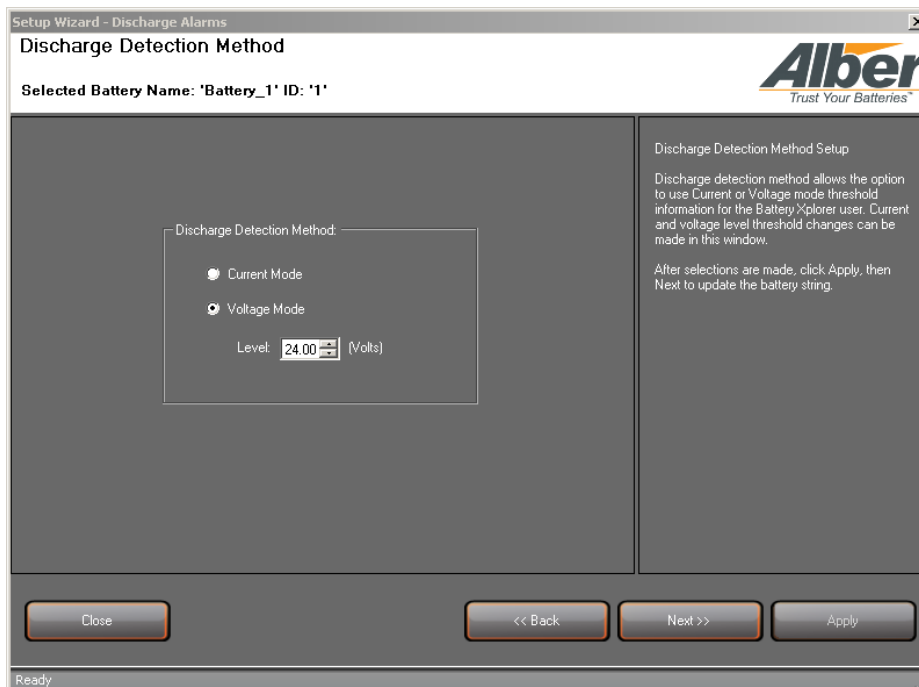 Setup Wizard - Discharge Alarms
Discharge Detection Method
Selected Battery Name: 'Battery_1' ID: '1'
Alber
Trust Your Batteries™
Discharge Detection Method:
Current Mode
Voltage Mode
Level: 24.00 (Volts)
Discharge Detection Method Setup
Discharge detection method allows the option
to use Current or Voltage mode threshold
information for the Battery Xplorer user. Current
and voltage level threshold changes can be
made in this window.
After selections are made, click Apply, then
Next to update the battery string.
Close
<< Back
Next >>
Apply
Ready